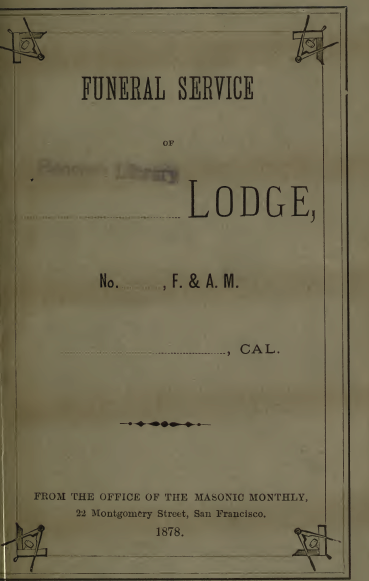 FUNERAL SERVICE
OF
Library
LODGE,
No. , F. & A. M.
, CAL.
FROM THE OFFICE OF THE MASONIC MONTHLY,
22 Montgomery Street, San Francisco.
1878.